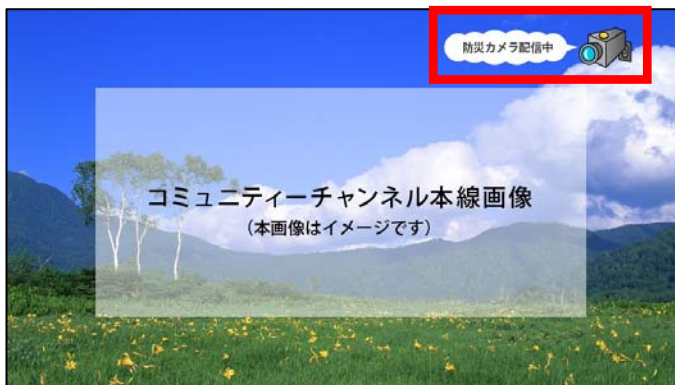 防災カメラ配信中
コミュニティーチャンネル本線画像
(本画像はイメージです)